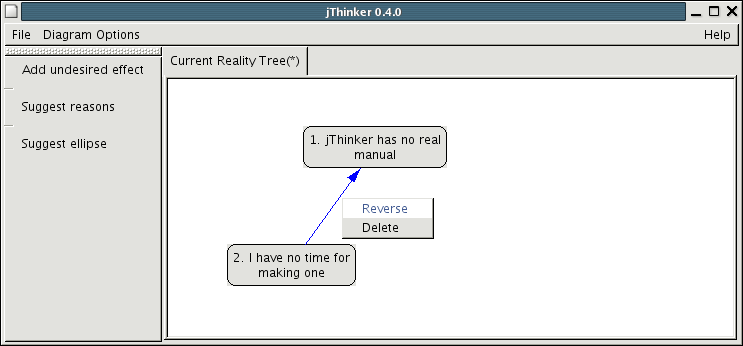 jThinker 0.4.0
File Diagram Options Help
Add undesired effect
Suggest reasons
Suggest ellipse
Current Reality Tree(*)
1. jThinker has no real
manual
Reverse
Delete
2. I have no time for
making one